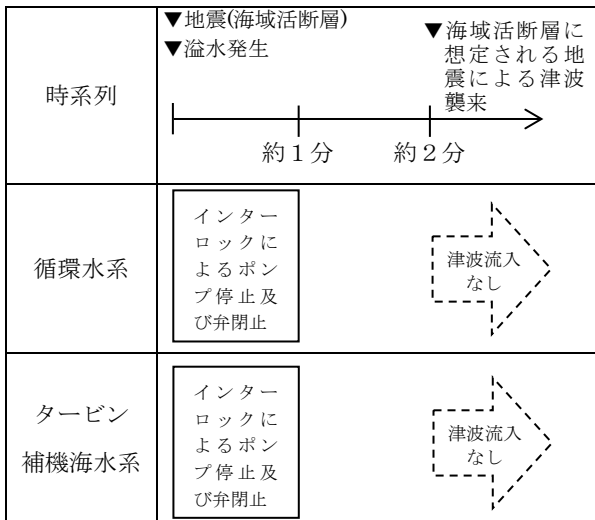 時系列
▼地震(海域活断層)
▼溢水発生
▼海域活断層に
想定される地
震による津波
襲来
約1分
約2分
循環水系
インター
ロックに
よるポン
プ停止及
び弁閉止
津波流入
なし
タービン
補機海水系
インター
ロックに
よるポン
プ停止及
び弁閉止
津波流入
なし